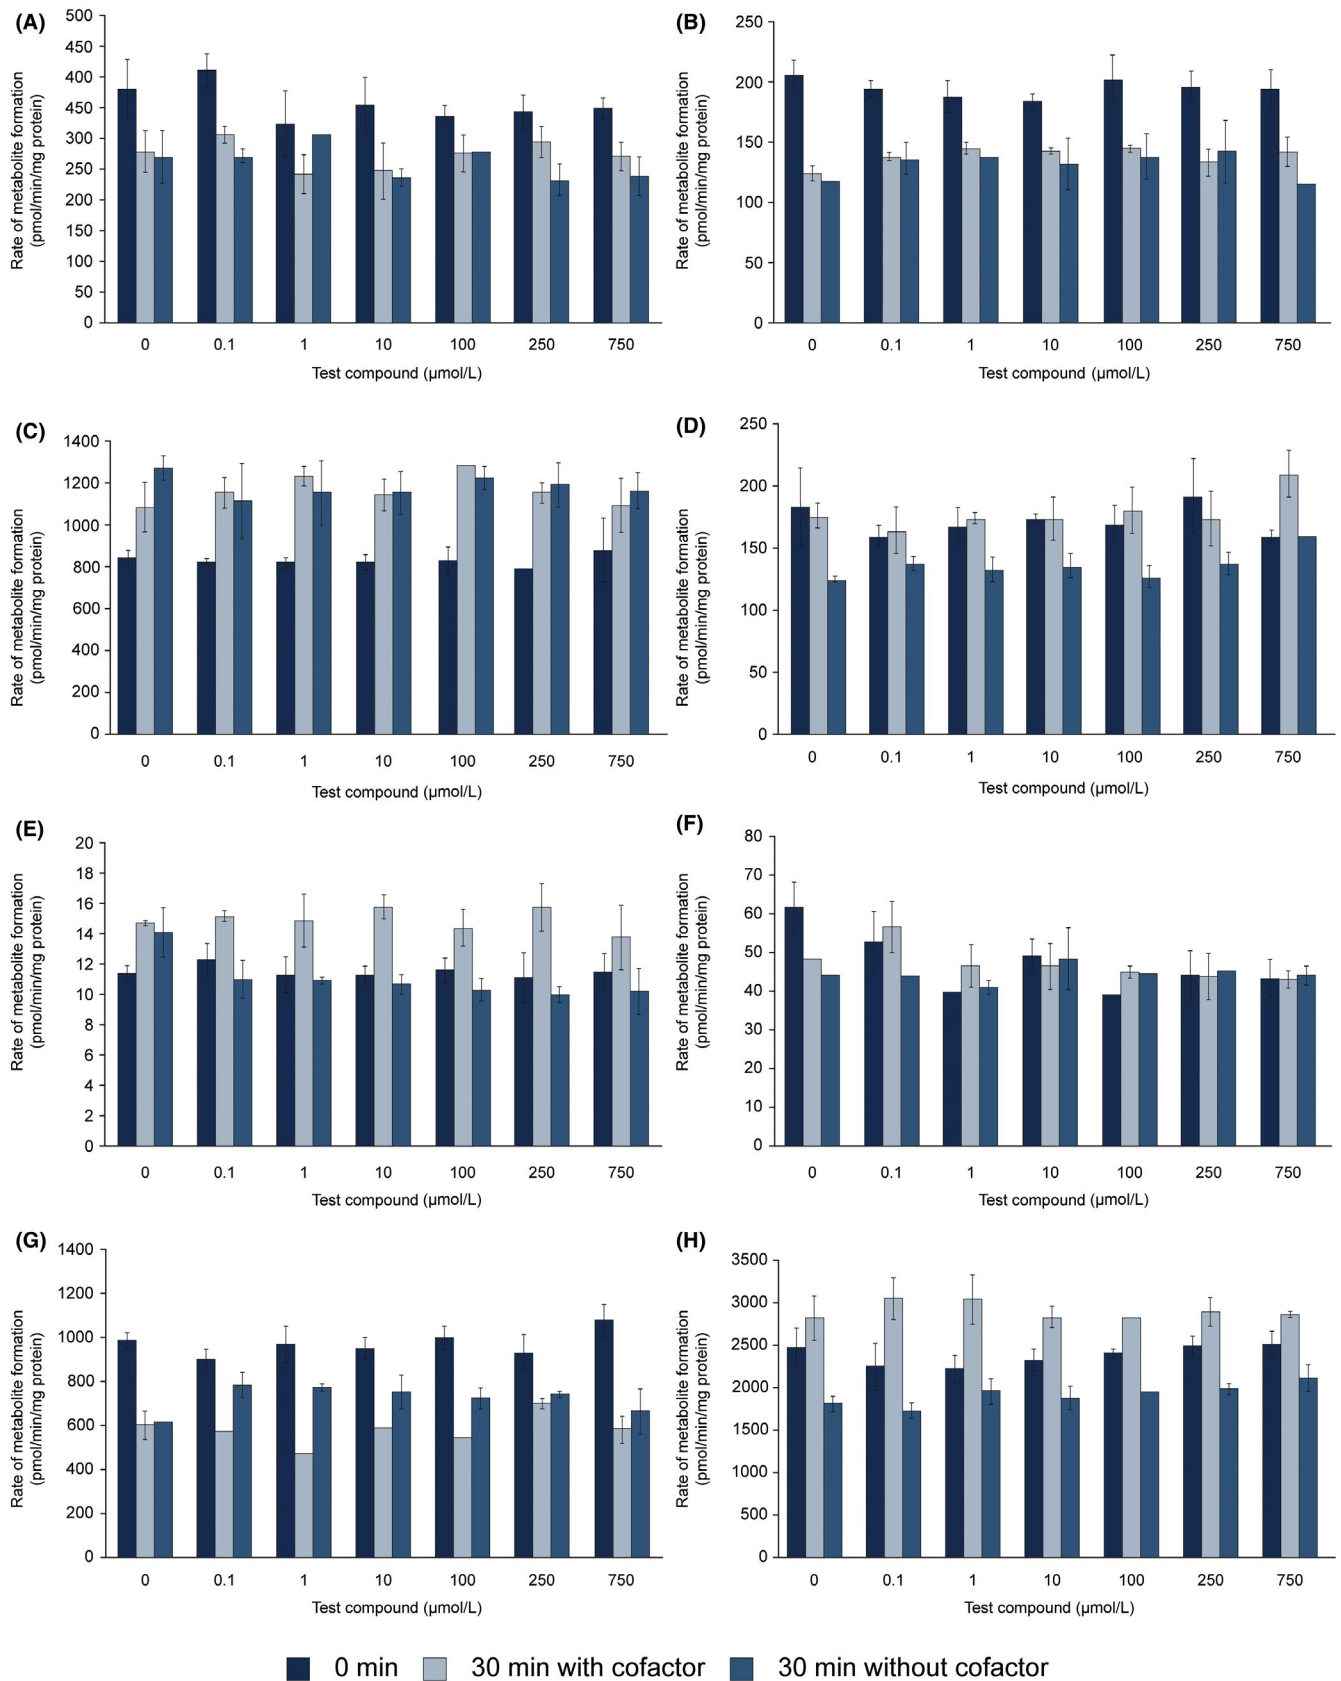 (A)
Rate of metabolite formation
(pmol/min/mg protein)
500
450
400
350
300
250
200
150
100
50
0
0 0.1 1 10 100 250 750
Test compound (µmol/L)
(B)
Rate of metabolite formation
(pmol/min/mg protein)
250
200
150
100
50
0
0 0.1 1 10 100 250 750
Test compound (µmol/L)
(C)
Rate of metabolite formation
(pmol/min/mg protein)
1400
1200
1000
800
600
400
200
0
0 0.1 1 10 100 250 750
Test compound (µmol/L)
(D)
Rate of metabolite formation
(pmol/min/mg protein)
250
200
150
100
50
0
0 0.1 1 10 100 250 750
Test compound (µmol/L)
(E)
Rate of metabolite formation
(pmol/min/mg protein)
20
18
16
14
12
10
8
6
4
2
0
0 0.1 1 10 100 250 750
Test compound (µmol/L)
(F)
Rate of metabolite formation
(pmol/min/mg protein)
80
70
60
50
40
30
20
10
0
0 0.1 1 10 100 250 750
Test compound (µmol/L)
(G)
Rate of metabolite formation
(pmol/min/mg protein)
1400
1200
1000
800
600
400
200
0
0 0.1 1 10 100 250 750
Test compound (µmol/L)
(H)
Rate of metabolite formation
(pmol/min/mg protein)
3500
3000
2500
2000
1500
1000
500
0
0 0.1 1 10 100 250 750
Test compound (µmol/L)
0 min 30 min with cofactor 30 min without cofactor